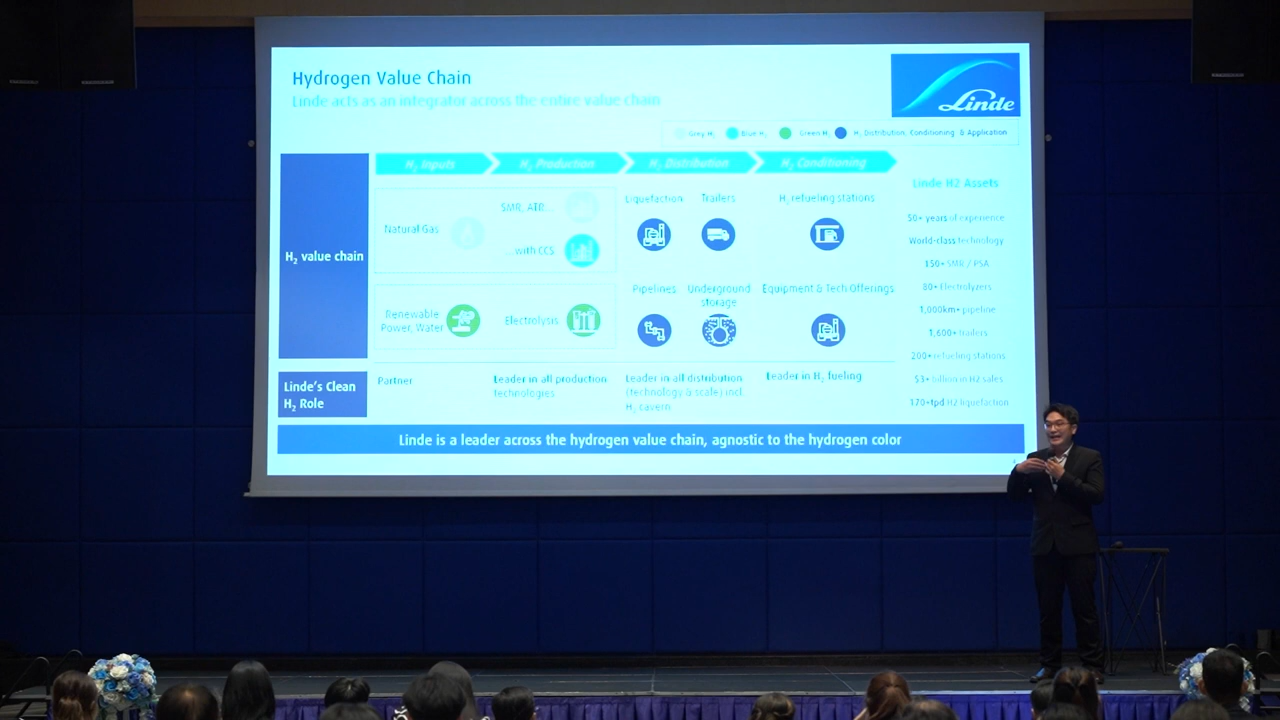 Hydrogen Value Chain
Linde acts as an integrator across the entire value chain
Linde
Grey H₂ Blue H₂ Green H₂ H₂ Distribution, Conditioning & Application
H₂ Inputs
H₂ Production
H₂ Distribution
H₂ Conditioning
H₂ value chain
Natural Gas
SMR, ATR...
...with CCS
Renewable
Power, Water
Electrolysis
Liquefaction
Trailers
Pipelines
Underground
storage
H₂ refueling stations
Equipment & Tech Offerings
Linde H2 Assets
50+ years of experience
World-class technology
150+ SMR / PSA
80+ Electrolyzers
1,000km+ pipeline
1,600+ trailers
200+ refueling stations
$3+ billion in H2 sales
170+tpd H2 liquefaction
Linde's Clean
H₂ Role
Partner
Leader in all production
technologies
Leader in all distribution
(technology & scale) incl.
H₂ cavern
Leader in H₂ fueling
Linde is a leader across the hydrogen value chain, agnostic to the hydrogen color